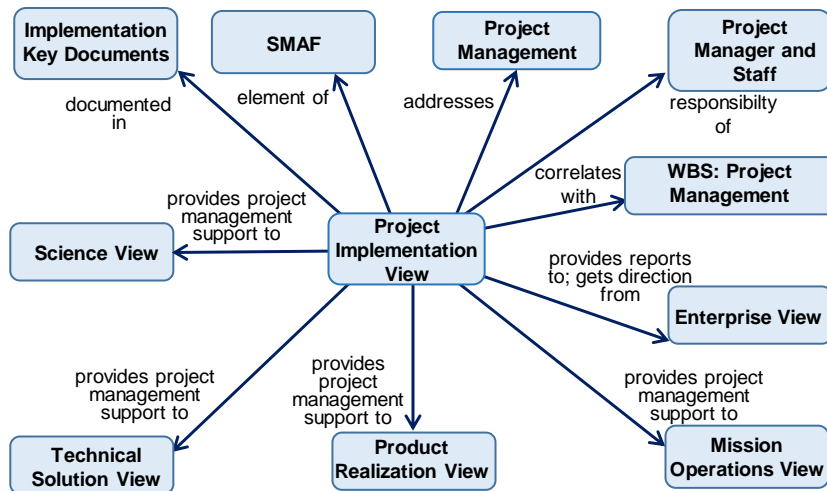 Implementation
Key Documents
SMAF
Project
Management
Project
Manager and
Staff
documented
in
element of
addresses
responsibilty
of
correlates
with
WBS: Project
Management
provides project
management
support to
Science View
Project
Implementation
View
provides reports
to; gets direction
from
Enterprise View
provides project
management
support to
provides
project
management
support to
provides project
management
support to
Technical
Solution View
Product
Realization View
Mission
Operations View